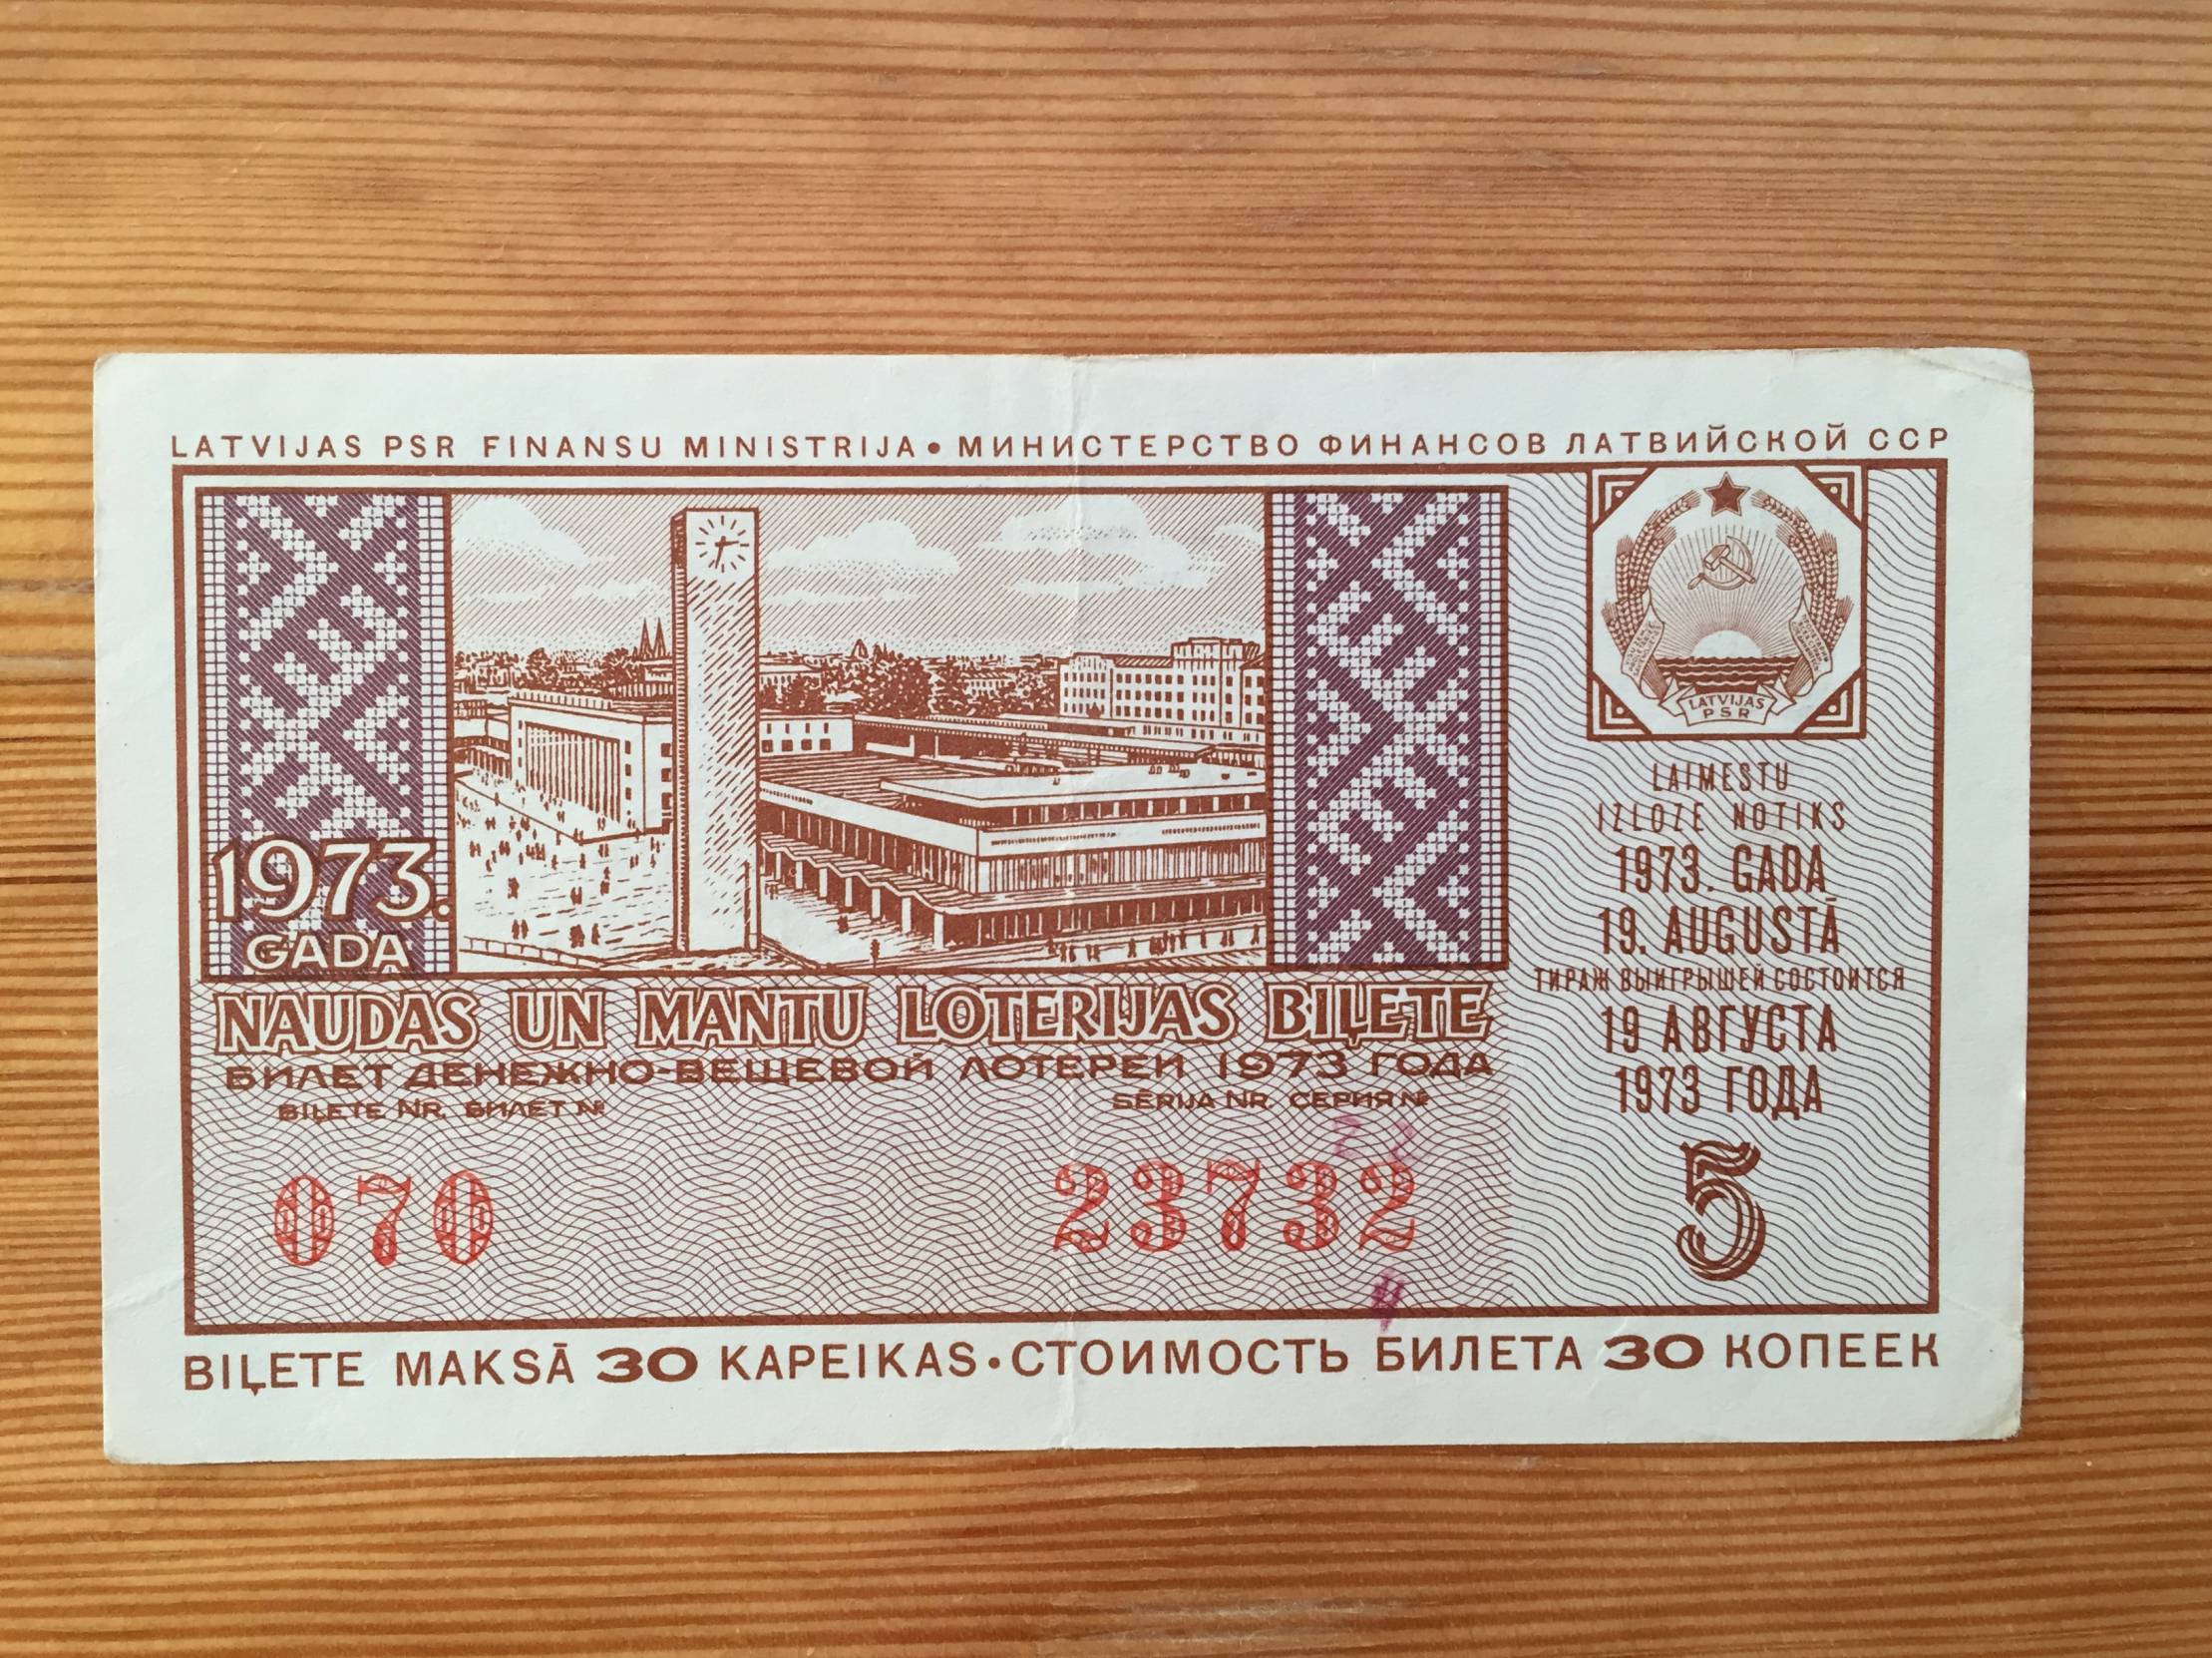 LATVIJAS PSR FINANSU MINISTRIJA • МИНИСТЕРСТВО ФИНАНСОВ ЛАТВИЙСКОЙ ССР
LATVIJAS
PSR
1973.
GADA
NAUDAS UN MANTU LOTERIJAS BIĻETE
БИЛЕТ ДЕНЕЖНО-ВЕЩЕВОЙ ЛОТЕРЕИ 1973 ГОДА
BIĻETE NR. БИЛЕТ №
SĒRIJA NR. СЕРИЯ №
070
23732
LAIMESTU
IZLOZE NOTIKS
1973. GADA
19. AUGUSTĀ
ТИРАЖ ВЫИГРЫШЕЙ СОСТОИТСЯ
19 АВГУСТА
1973 ГОДА
5
BIĻETE MAKSĀ 30 KAPEIKAS • СТОИМОСТЬ БИЛЕТА 30 КОПЕЕК